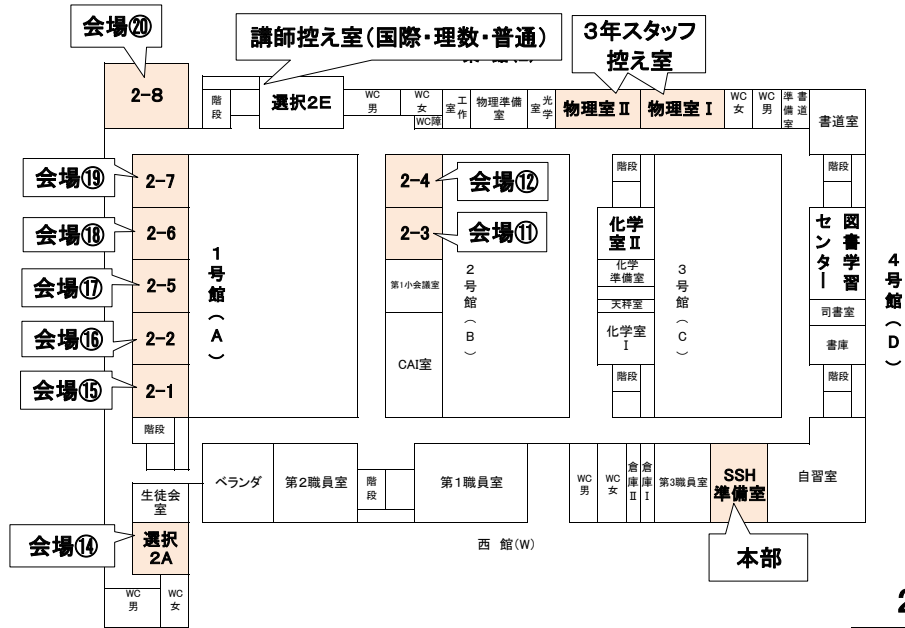 会場⑳
講師控え室(国際・理数・普通)
3年スタッフ
控え室
2-8
階段
選択2E
WC
男
WC
女
WC障
工作室
物理準備
室
光学室
物理室Ⅱ
物理室Ⅰ
WC
女
WC
男
書道準備室
書道室
会場⑲
2-7
2-4
会場⑫
階段
階段
会場⑱
2-6
2-3
会場⑪
化学
室Ⅱ
図書学習
センター
会場⑰
2-5
1号館(A)
第1小会議室
2号館(B)
化学
準備室
天秤室
3号館(C)
4号館(D)
会場⑯
2-2
CAI室
化学室
Ⅰ
司書室
書庫
会場⑮
2-1
階段
階段
階段
生徒会
室
ベランダ
第2職員室
階段
第1職員室
WC
男
WC
女
倉庫Ⅱ
倉庫Ⅰ
第3職員室
SSH
準備室
自習室
会場⑭
選択
2A
西 館(W)
本部
WC
男
WC
女